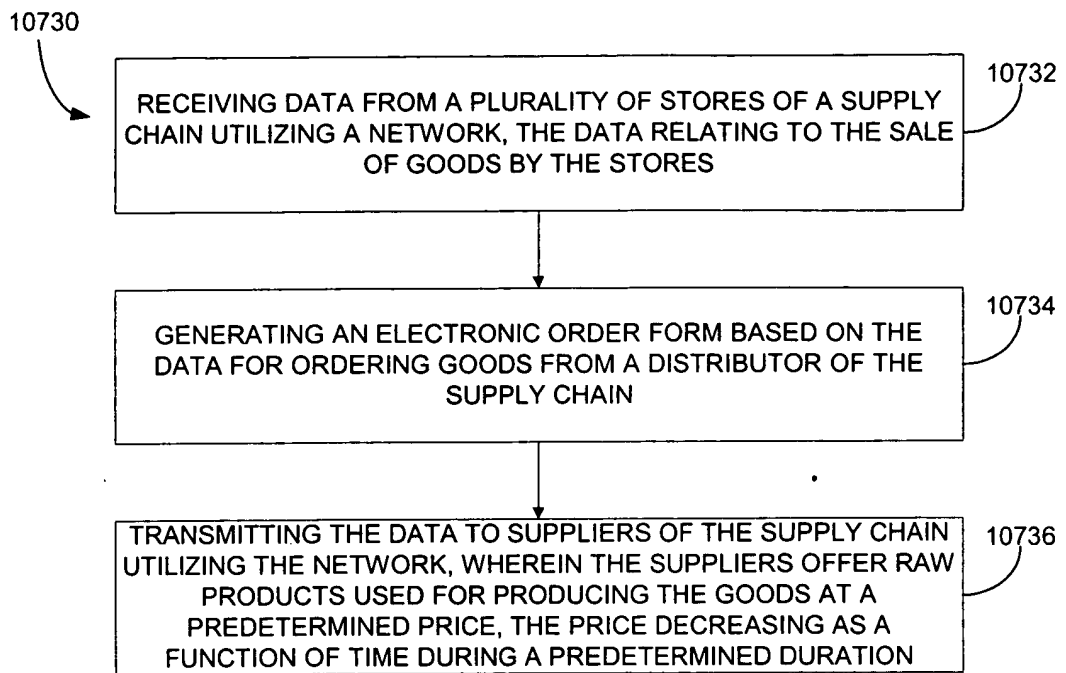 10730
10732
RECEIVING DATA FROM A PLURALITY OF STORES OF A SUPPLY
CHAIN UTILIZING A NETWORK, THE DATA RELATING TO THE SALE
OF GOODS BY THE STORES
10734
GENERATING AN ELECTRONIC ORDER FORM BASED ON THE
DATA FOR ORDERING GOODS FROM A DISTRIBUTOR OF THE
SUPPLY CHAIN
10736
TRANSMITTING THE DATA TO SUPPLIERS OF THE SUPPLY CHAIN
UTILIZING THE NETWORK, WHEREIN THE SUPPLIERS OFFER RAW
PRODUCTS USED FOR PRODUCING THE GOODS AT A
PREDETERMINED PRICE, THE PRICE DECREASING AS A
FUNCTION OF TIME DURING A PREDETERMINED DURATION